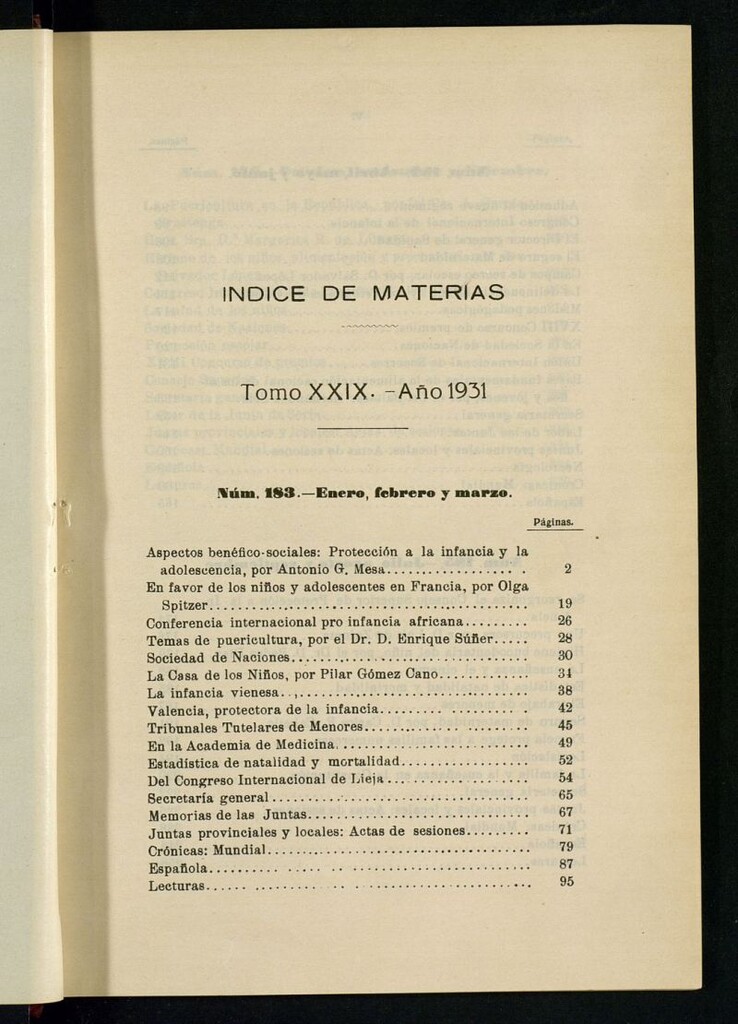 INDICE DE MATERIAS
Tomo XXIX. - Año 1931
Núm. 183.—Enero, febrero y marzo.
Páginas.
Aspectos benéfico-sociales: Protección a la infancia y la
adolescencia, por Antonio G. Mesa.................. 2
En favor de los niños y adolescentes en Francia, por Olga
Spitzer............................................ 19
Conferencia internacional pro infancia africana......... 26
Temas de puericultura, por el Dr. D. Enrique Súñer..... 28
Sociedad de Naciones.................................. 30
La Casa de los Niños, por Pilar Gómez Cano............. 34
La infancia vienesa.................................... 38
Valencia, protectora de la infancia..................... 42
Tribunales Tutelares de Menores....................... 45
En la Academia de Medicina............................ 49
Estadística de natalidad y mortalidad................... 52
Del Congreso Internacional de Lieja.................... 54
Secretaría general..................................... 65
Memorias de las Juntas................................ 67
Juntas provinciales y locales: Actas de sesiones......... 71
Crónicas: Mundial..................................... 79
Española.............................................. 87
Lecturas............................................... 95